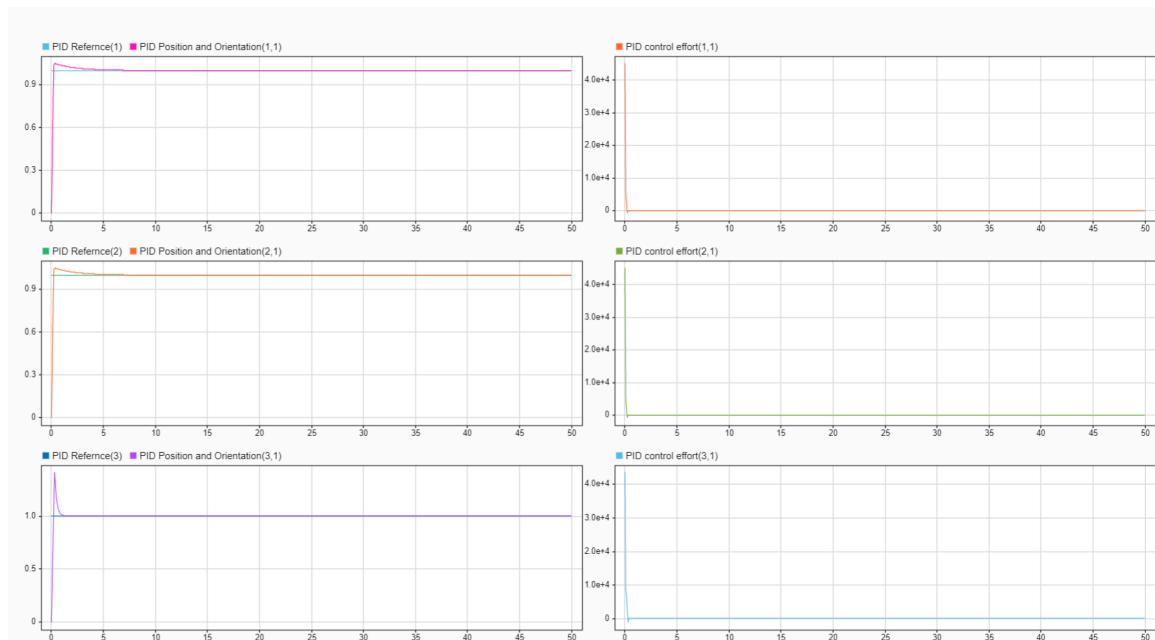 PID Refernce(1) PID Position and Orientation(1,1)
0.9
0.6
0.3
0
0 5 10 15 20 25 30 35 40 45 50
PID control effort(1,1)
4.0e+4
3.0e+4
2.0e+4
1.0e+4
0
0 5 10 15 20 25 30 35 40 45 50
PID Refernce(2) PID Position and Orientation(2,1)
0.9
0.6
0.3
0
0 5 10 15 20 25 30 35 40 45 50
PID control effort(2,1)
4.0e+4
3.0e+4
2.0e+4
1.0e+4
0
0 5 10 15 20 25 30 35 40 45 50
PID Refernce(3) PID Position and Orientation(3,1)
1.0
0.5
0
0 5 10 15 20 25 30 35 40 45 50
PID control effort(3,1)
4.0e+4
3.0e+4
2.0e+4
1.0e+4
0
0 5 10 15 20 25 30 35 40 45 50